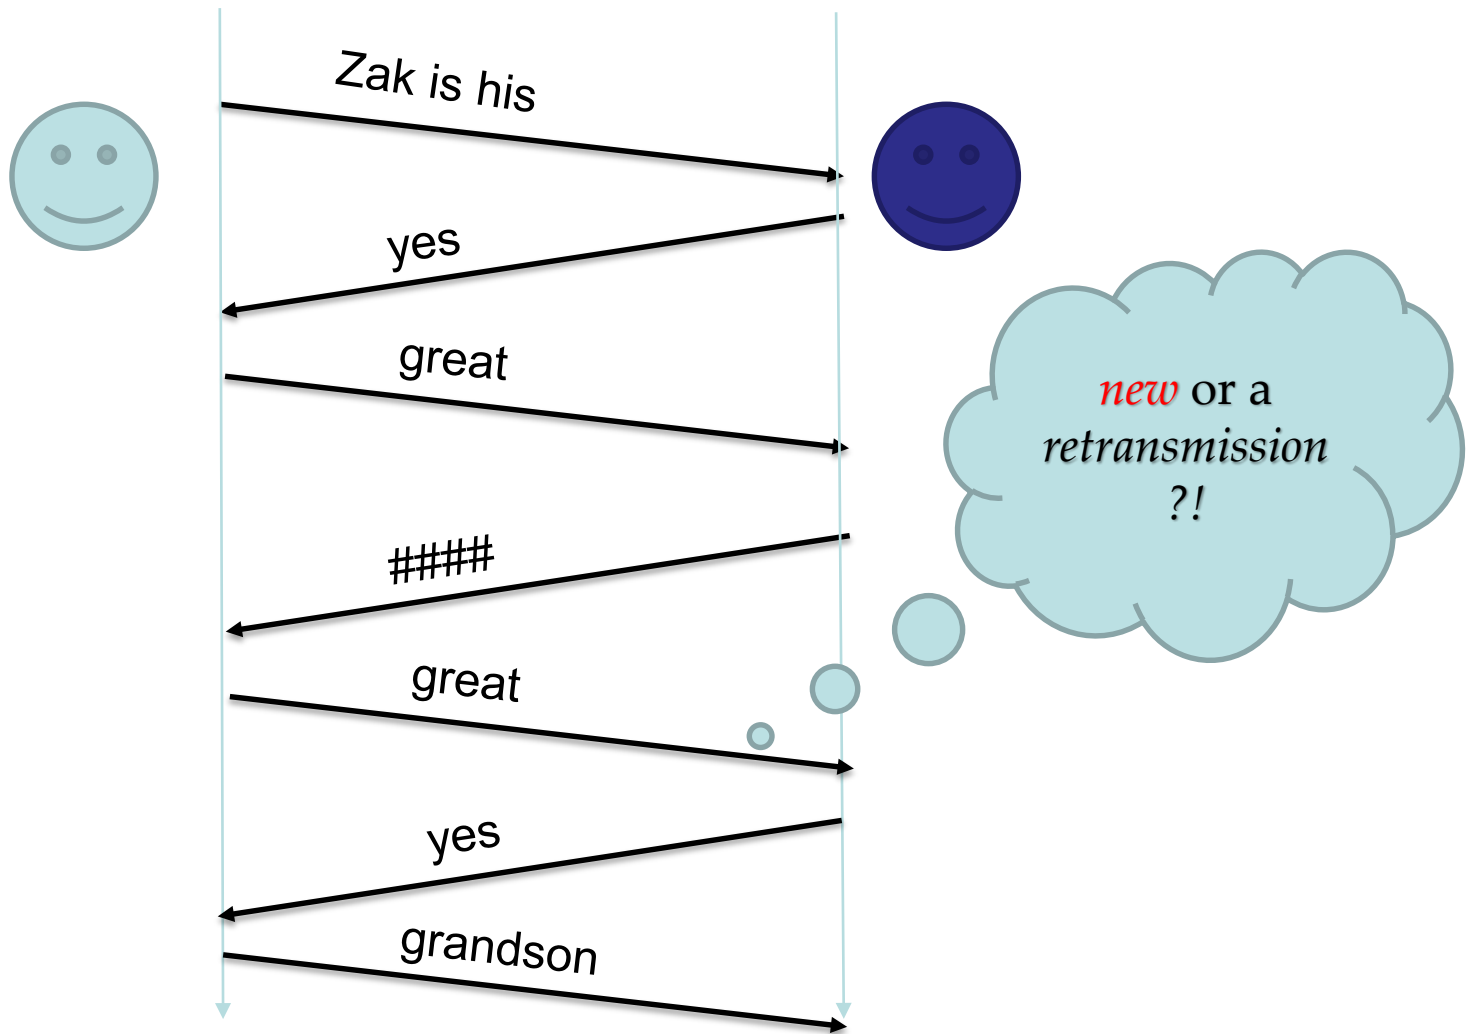 Zak is his
yes
great
new or a
retransmission
?!
####
great
yes
grandson